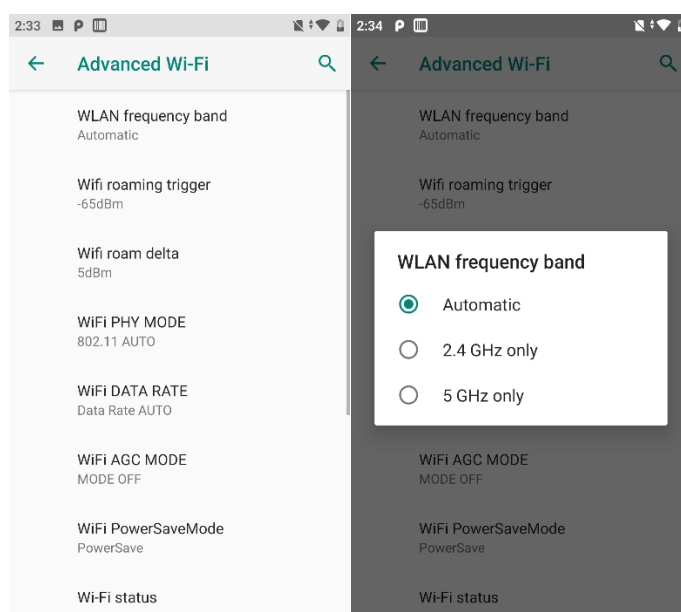 2:33
Advanced Wi-Fi
WLAN frequency band
Automatic
Wifi roaming trigger
-65dBm
Wifi roam delta
5dBm
WiFi PHY MODE
802.11 AUTO
WiFi DATA RATE
Data Rate AUTO
WiFi AGC MODE
MODE OFF
WiFi PowerSaveMode
PowerSave
Wi-Fi status
2:34
Advanced Wi-Fi
WLAN frequency band
Automatic
Wifi roaming trigger
-65dBm
WLAN frequency band
Automatic
2.4 GHz only
5 GHz only
WiFi AGC MODE
MODE OFF
WiFi PowerSaveMode
PowerSave
Wi-Fi status